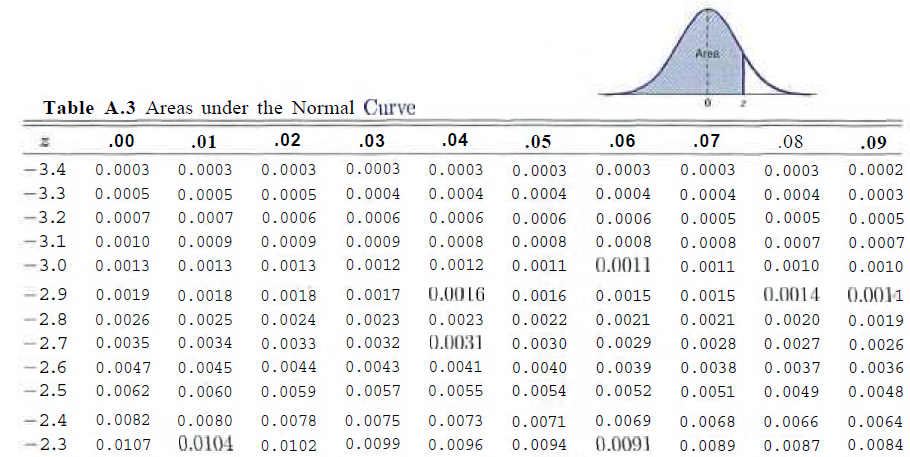 Area
0 z
Table A.3 Areas under the Normal Curve
z .00 .01 .02 .03 .04 .05 .06 .07 .08 .09
−3.4 0.0003 0.0003 0.0003 0.0003 0.0003 0.0003 0.0003 0.0003 0.0003 0.0002
−3.3 0.0005 0.0005 0.0005 0.0004 0.0004 0.0004 0.0004 0.0004 0.0004 0.0003
−3.2 0.0007 0.0007 0.0006 0.0006 0.0006 0.0006 0.0006 0.0005 0.0005 0.0005
−3.1 0.0010 0.0009 0.0009 0.0009 0.0008 0.0008 0.0008 0.0008 0.0007 0.0007
−3.0 0.0013 0.0013 0.0013 0.0012 0.0012 0.0011 0.0011 0.0011 0.0010 0.0010
−2.9 0.0019 0.0018 0.0018 0.0017 0.0016 0.0016 0.0015 0.0015 0.0014
−2.8 0.0026 0.0025 0.0024 0.0023 0.0023 0.0022 0.0021 0.0021 0.0020 0.0019
−2.7 0.0035 0.0034 0.0033 0.0032 0.0031 0.0030 0.0029 0.0028 0.0027 0.0026
−2.6 0.0047 0.0045 0.0044 0.0043 0.0041 0.0040 0.0039 0.0038 0.0037 0.0036
−2.5 0.0062 0.0060 0.0059 0.0057 0.0055 0.0054 0.0052 0.0051 0.0049 0.0048
−2.4 0.0082 0.0080 0.0078 0.0075 0.0073 0.0071 0.0069 0.0068 0.0066 0.0064
−2.3 0.0107 0.0104 0.0102 0.0099 0.0096 0.0094 0.0091 0.0089 0.0087 0.0084